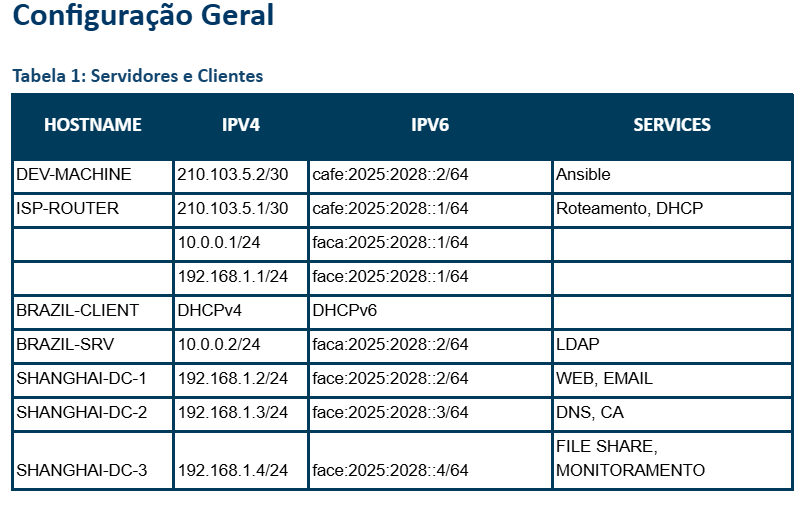 Configuração Geral
Tabela 1: Servidores e Clientes
HOSTNAME IPV4 IPV6 SERVICES
DEV-MACHINE 210.103.5.2/30 cafe:2025:2028::2/64 Ansible
ISP-ROUTER 210.103.5.1/30 cafe:2025:2028::1/64 Roteamento, DHCP
10.0.0.1/24 faca:2025:2028::1/64
192.168.1.1/24 face:2025:2028::1/64
BRAZIL-CLIENT DHCPv4 DHCPv6
BRAZIL-SRV 10.0.0.2/24 faca:2025:2028::2/64 LDAP
SHANGHAI-DC-1 192.168.1.2/24 face:2025:2028::2/64 WEB, EMAIL
SHANGHAI-DC-2 192.168.1.3/24 face:2025:2028::3/64 DNS, CA
FILE SHARE,
SHANGHAI-DC-3 192.168.1.4/24 face:2025:2028::4/64 MONITORAMENTO